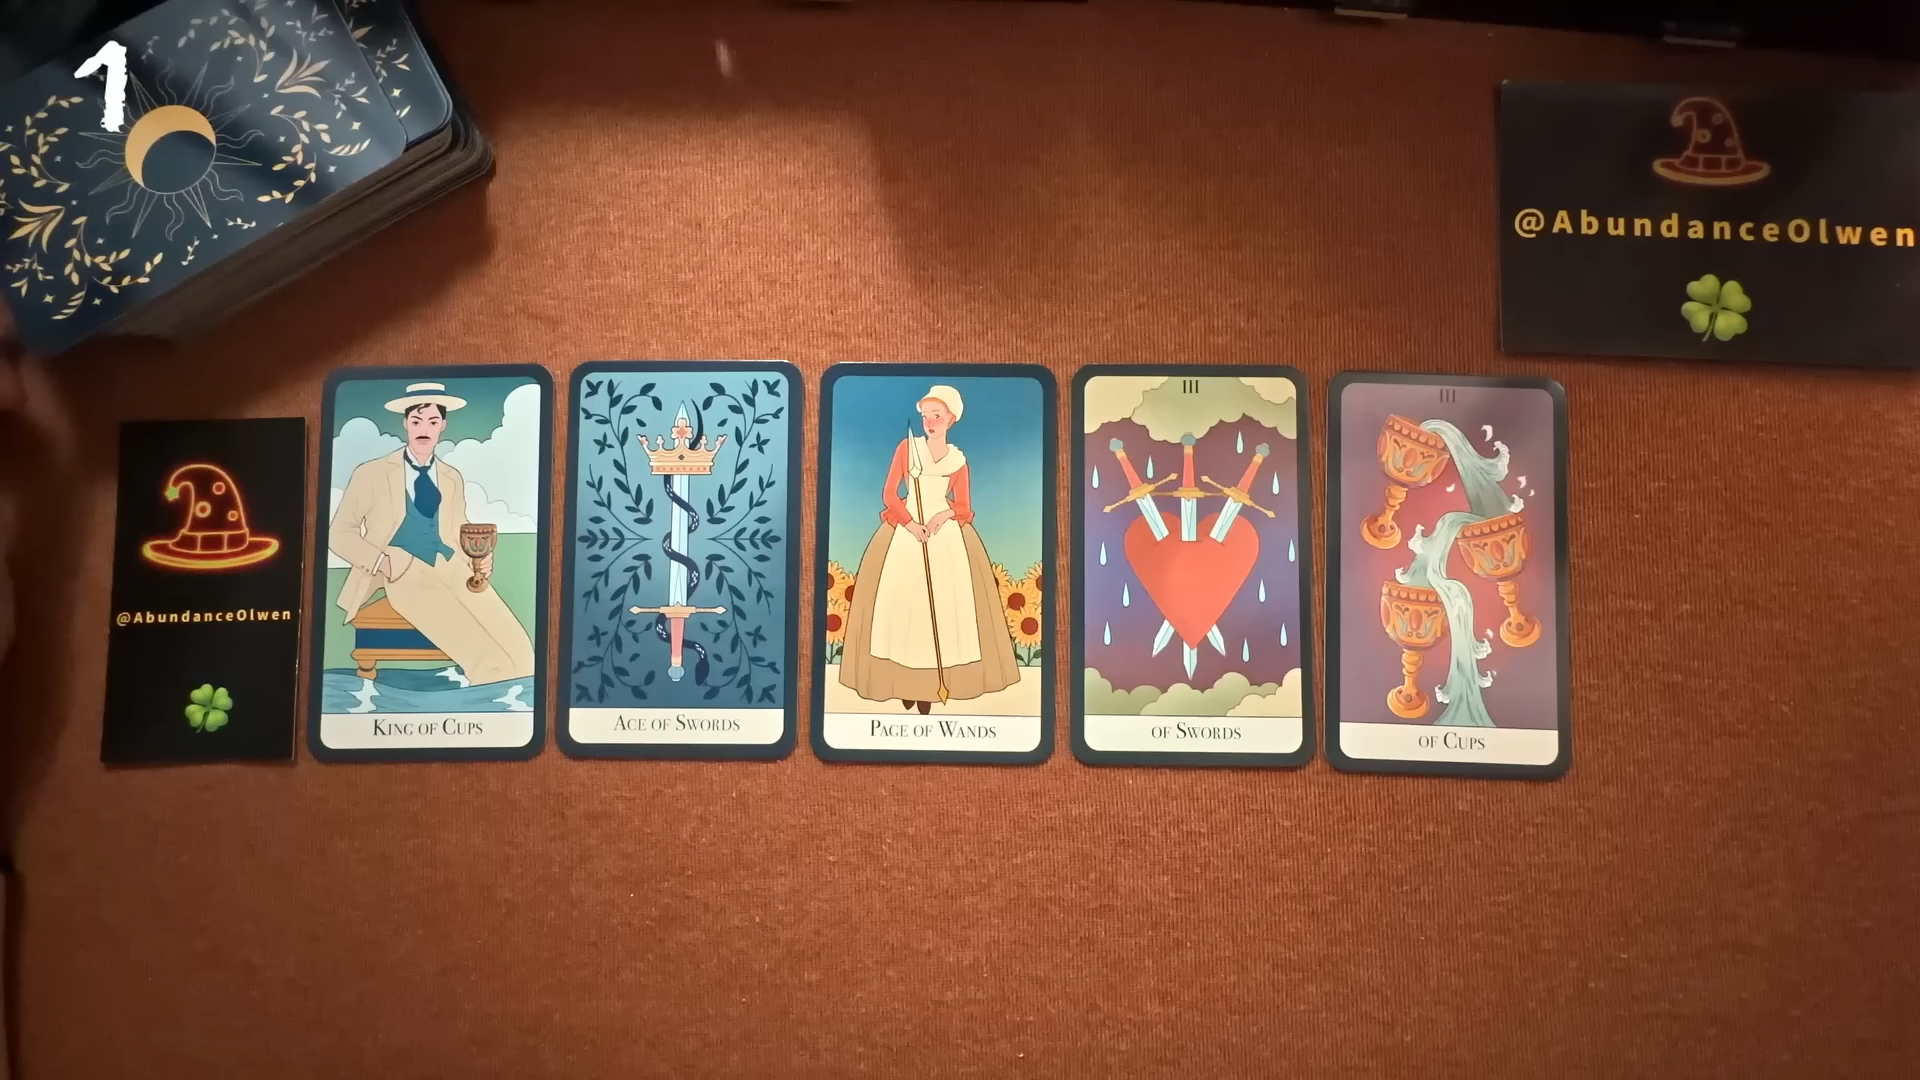 1
@AbundanceOlwen
@AbundanceOlwen
KING OF CUPS
ACE OF SWORDS
PAGE OF WANDS
III
OF SWORDS
III
OF CUPS